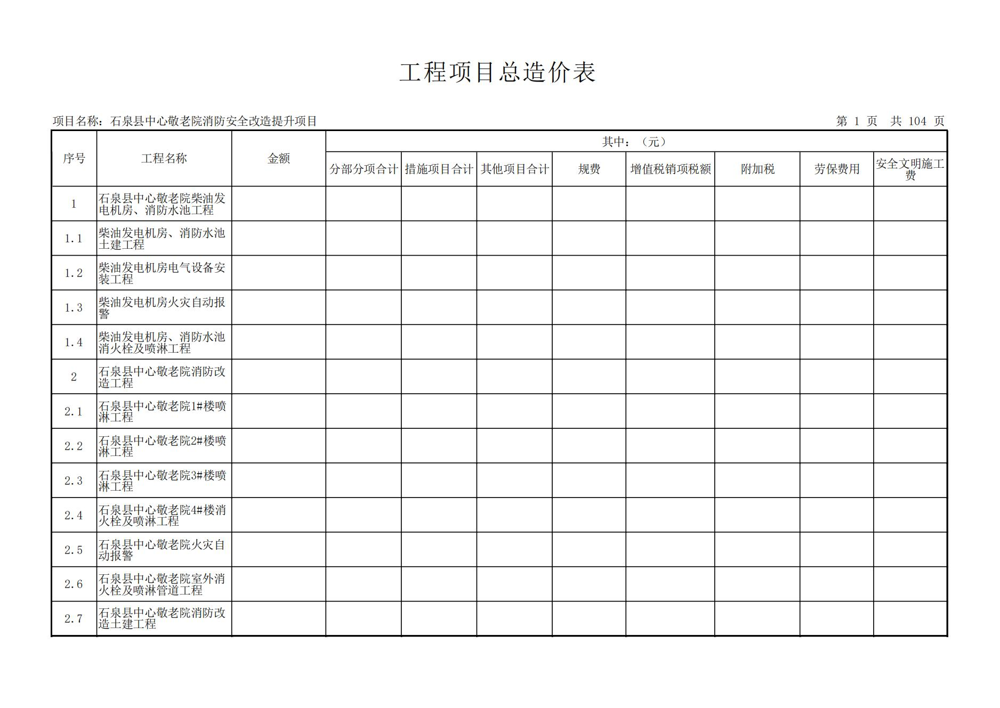 工程项目总造价表
项目名称：石泉县中心敬老院消防安全改造提升项目
第 1 页 共 104 页
序号
工程名称
金额
其中：（元）
分部分项合计
措施项目合计
其他项目合计
规费
增值税销项税额
附加税
劳保费用
安全文明施工
费
1
石泉县中心敬老院柴油发
电机房、消防水池工程
1.1
柴油发电机房、消防水池
土建工程
1.2
柴油发电机房电气设备安
装工程
1.3
柴油发电机房火灾自动报
警
1.4
柴油发电机房、消防水池
消火栓及喷淋工程
2
石泉县中心敬老院消防改
造工程
2.1
石泉县中心敬老院1#楼喷
淋工程
2.2
石泉县中心敬老院2#楼喷
淋工程
2.3
石泉县中心敬老院3#楼喷
淋工程
2.4
石泉县中心敬老院4#楼消
火栓及喷淋工程
2.5
石泉县中心敬老院火灾自
动报警
2.6
石泉县中心敬老院室外消
火栓及喷淋管道工程
2.7
石泉县中心敬老院消防改
造土建工程